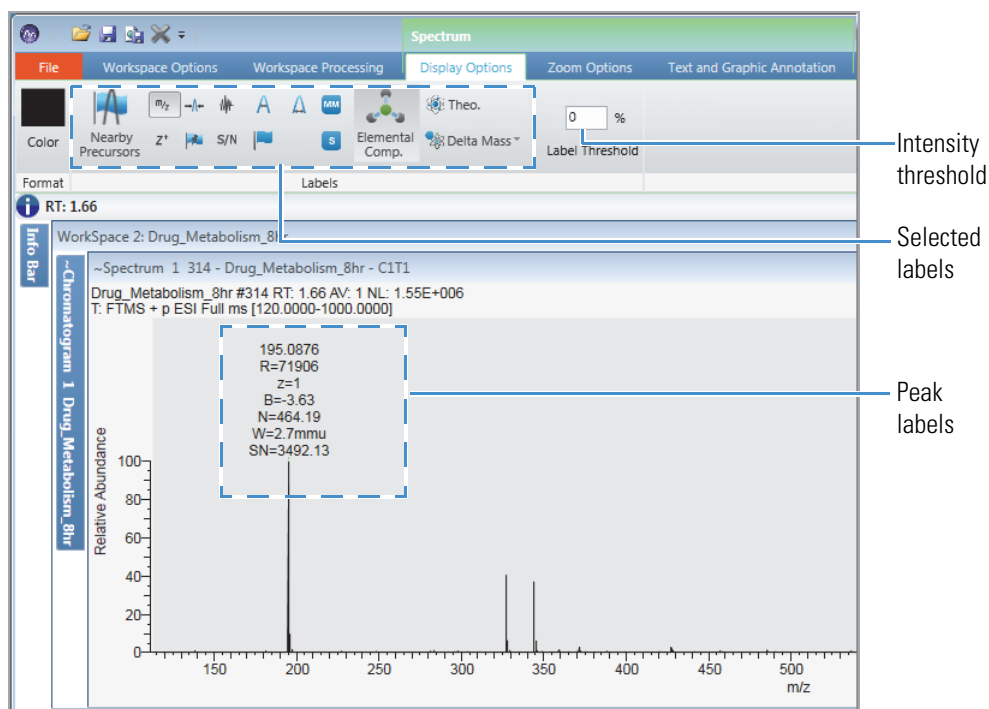 Spectrum
File Workspace Options Workspace Processing Display Options Zoom Options Text and Graphic Annotation
Color
Nearby
Precursors
m/z
z+
S/N
MM
S
Elemental
Comp.
Theo.
Delta Mass
0 %
Label Threshold
Format Labels
Intensity
threshold
RT: 1.66
Info Bar
WorkSpace 2: Drug_Metabolism_8hr
Selected
labels
~Chromatogram 1 Drug_Metabolism_8hr
~Spectrum 1 314 - Drug_Metabolism_8hr - C1T1
Drug_Metabolism_8hr #314 RT: 1.66 AV: 1 NL: 1.55E+006
T: FTMS + p ESI Full ms [120.0000-1000.0000]
195.0876
R=71906
z=1
B=-3.63
N=464.19
W=2.7mmu
SN=3492.13
Peak
labels
Relative Abundance
100
80
60
40
20
0
150 200 250 300 350 400 450 500
m/z